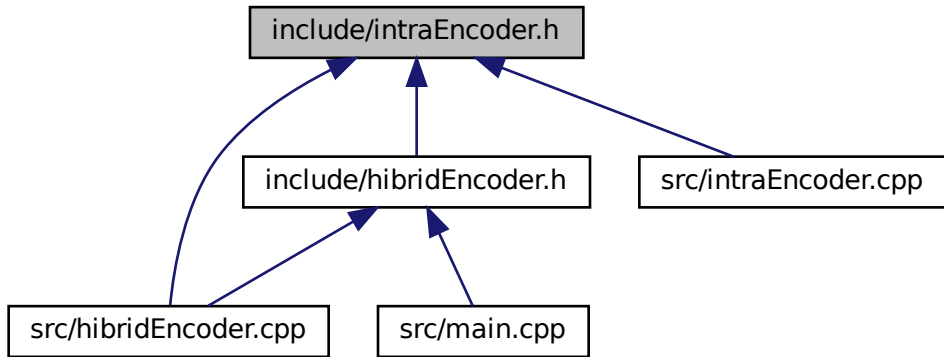 include/intraEncoder.h
include/hibridEncoder.h
src/intraEncoder.cpp
src/hibridEncoder.cpp
src/main.cpp